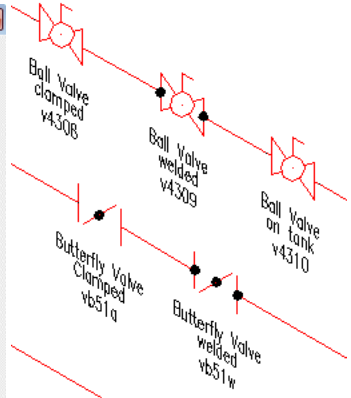 Ball Valve
clamped
v4308
Ball Valve
welded
v4309
Ball Valve
on tank
v4310
Butterfly Valve
Clamped
vb51a
Butterfly Valve
welded
vb51w